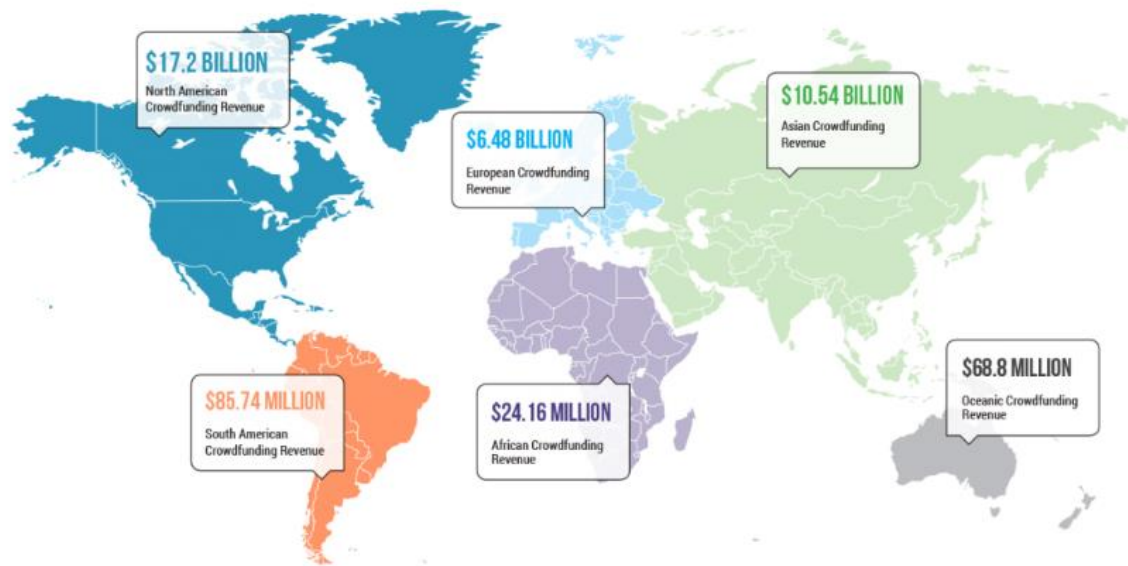 $17.2 BILLION
North American
Crowdfunding Revenue
$6.48 BILLION
European Crowdfunding
Revenue
$10.54 BILLION
Asian Crowdfunding
Revenue
$85.74 MILLION
South American
Crowdfunding Revenue
$24.16 MILLION
African Crowdfunding
Revenue
$68.8 MILLION
Oceanic Crowdfunding
Revenue